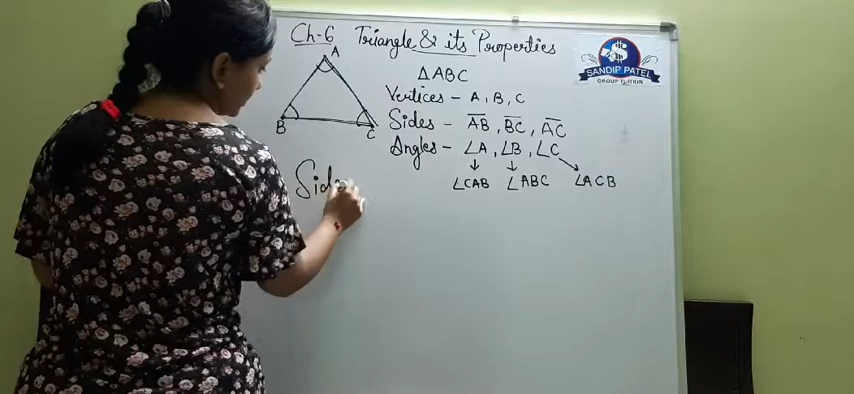 Ch-6 Triangle & its Properties
A
B
C
△ABC
Vertices - A, B, C
Sides - AB, BC, AC
Angles - ∠A, ∠B, ∠C
∠CAB ∠ABC ∠ACB
Side
$
SANDIP PATEL
GROUP TUITION